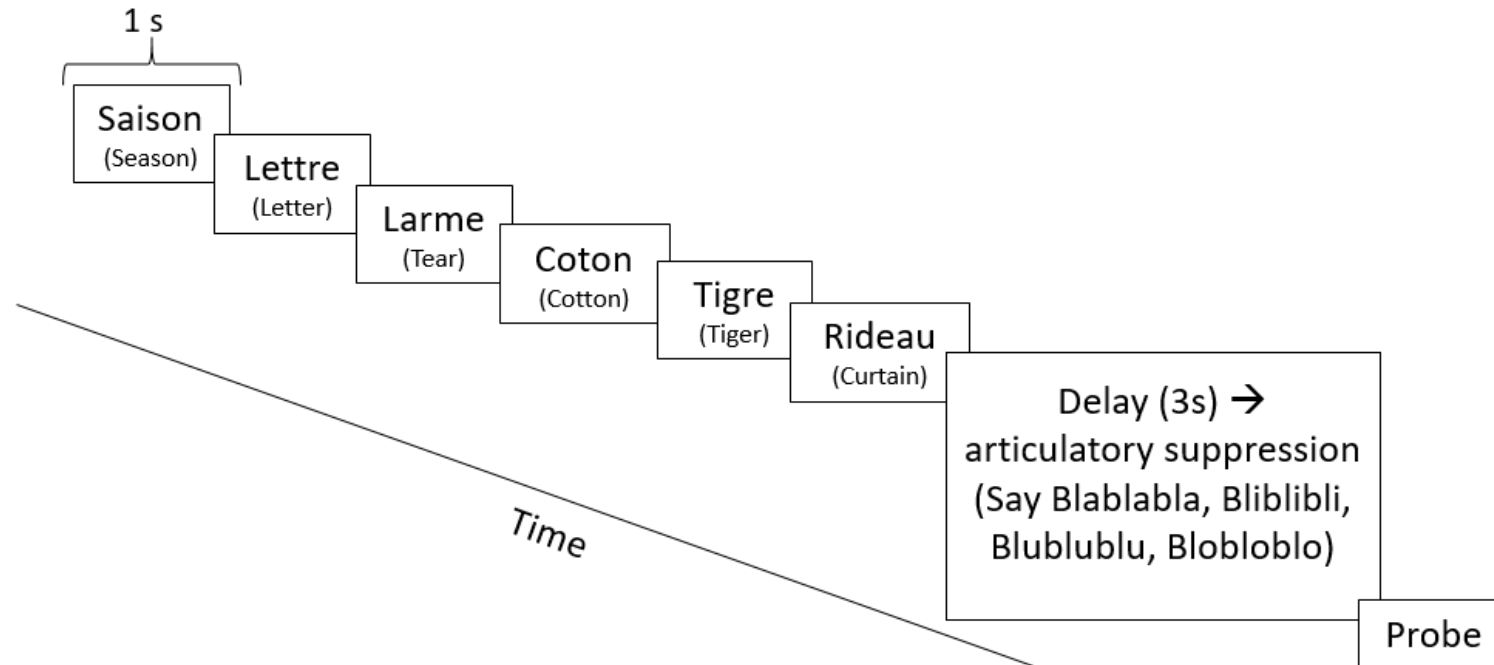 1 s
Saison
(Season)
Lettre
(Letter)
Larme
(Tear)
Coton
(Cotton)
Tigre
(Tiger)
Rideau
(Curtain)
Delay (3s) →
articulatory suppression
(Say Blablabla, Bliblibli,
Blublublu, Blobloblo)
Time
Probe